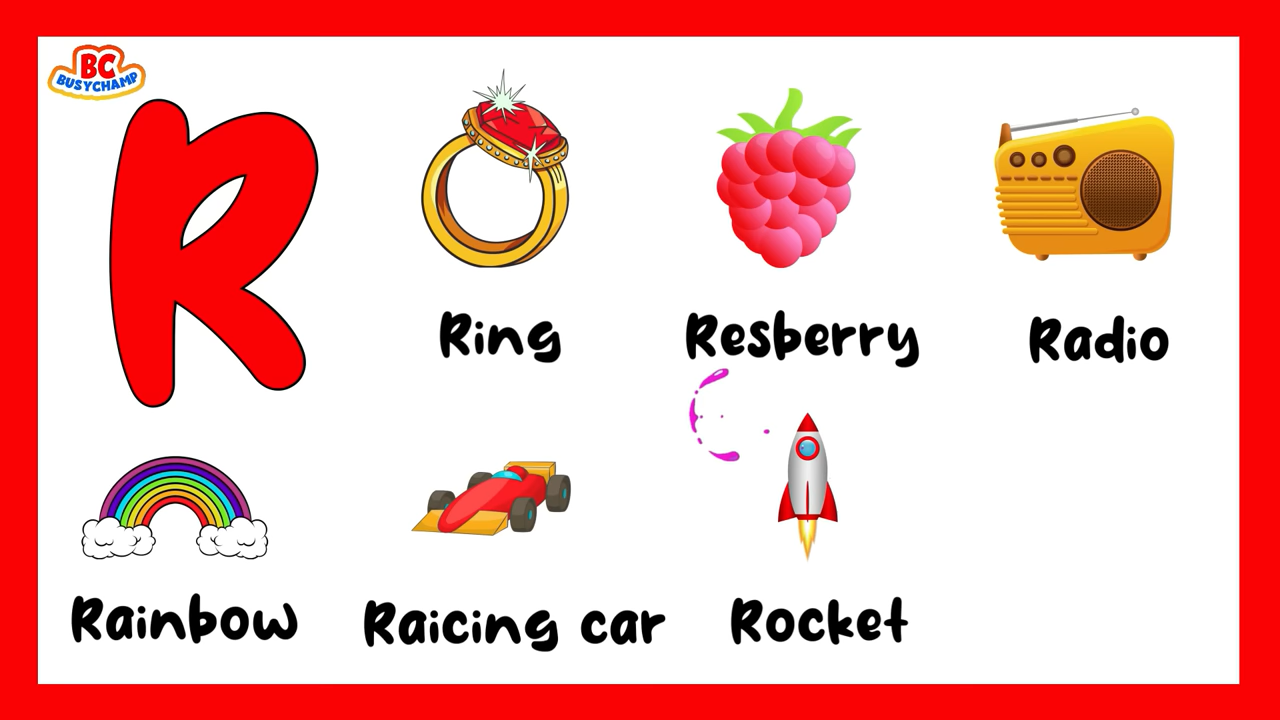 BC
BUSYCHAMP
R
Ring
Resberry
Radio
Rainbow
Raicing car
Rocket